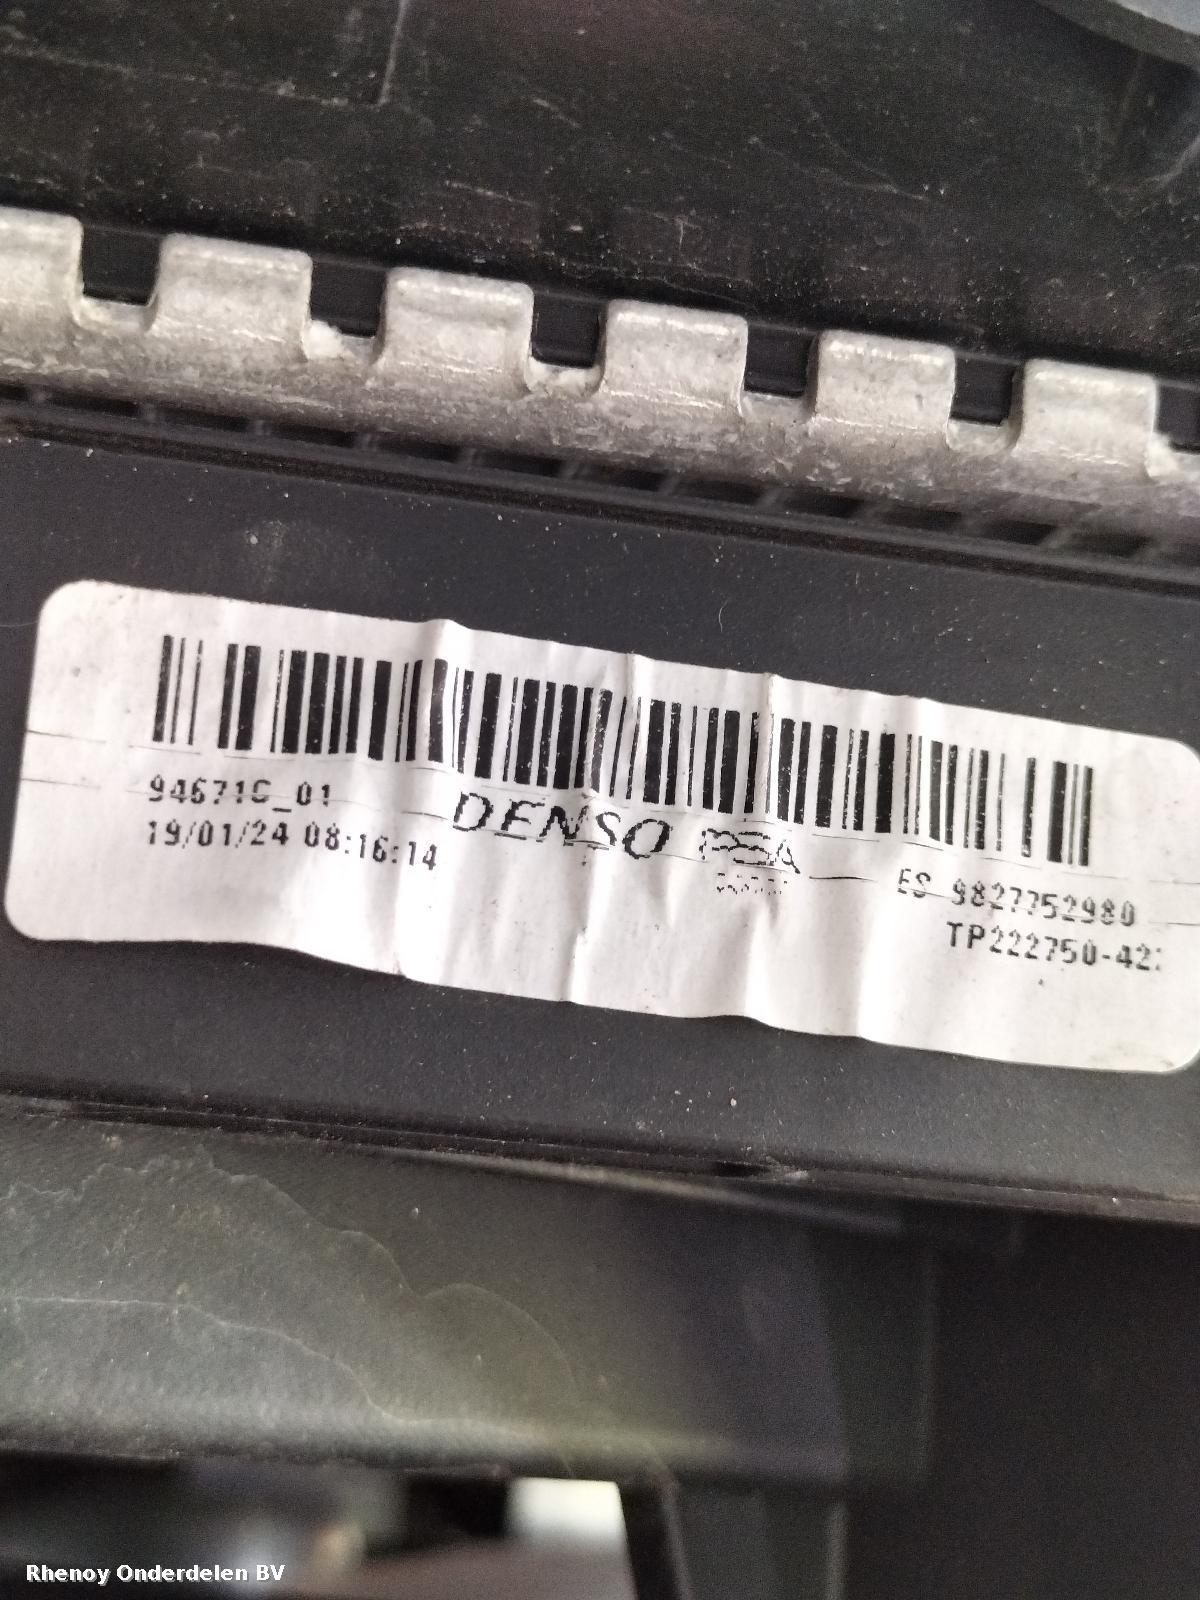 94671C_01
19/01/24 08:16:14
DENSO PSA
ES 9827752980
TP222750-42
Rhenoy Onderdelen BV